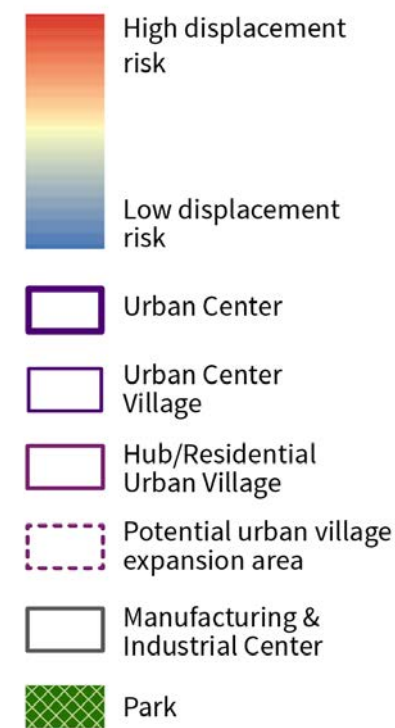 High displacement
risk
Low displacement
risk
Urban Center
Urban Center
Village
Hub/Residential
Urban Village
Potential urban village
expansion area
Manufacturing &
Industrial Center
Park